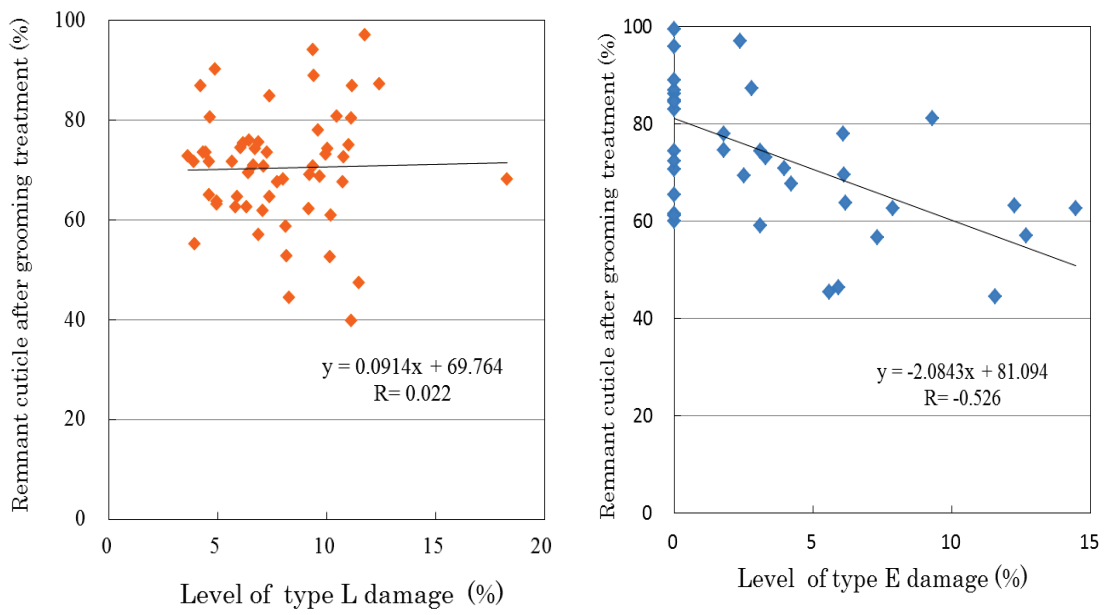 Remnant cuticle after grooming treatment (%)
100
80
60
40
20
0
y = 0.0914x + 69.764
R= 0.022
0
5
10
15
20
Level of type L damage (%)
Remnant cuticle after grooming treatment (%)
100
80
60
40
20
0
y = -2.0843x + 81.094
R= -0.526
0
5
10
15
Level of type E damage (%)